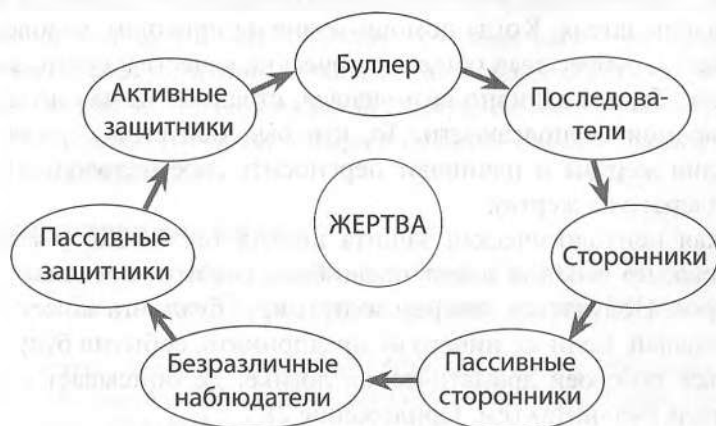 Буллер
Последова-
тели
Сторонники
Пассивные
сторонники
Безразличные
наблюдатели
Пассивные
защитники
Активные
защитники
ЖЕРТВА